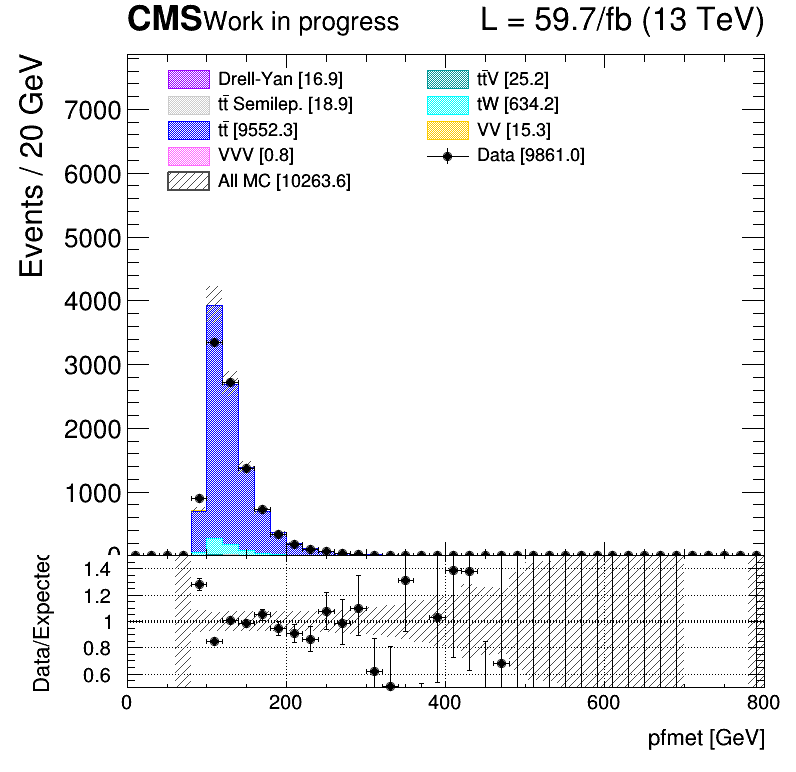 CMS Work in progress L = 59.7/fb (13 TeV)
Events / 20 GeV
Drell-Yan [16.9]
tt̄ Semilep. [18.9]
tt̄ [9552.3]
VVV [0.8]
All MC [10263.6]
tt̄V [25.2]
tW [634.2]
VV [15.3]
Data [9861.0]
7000
6000
5000
4000
3000
2000
1000
0
Data/Expected
1.4
1.2
1
0.8
0.6
0 200 400 600 800
pfmet [GeV]